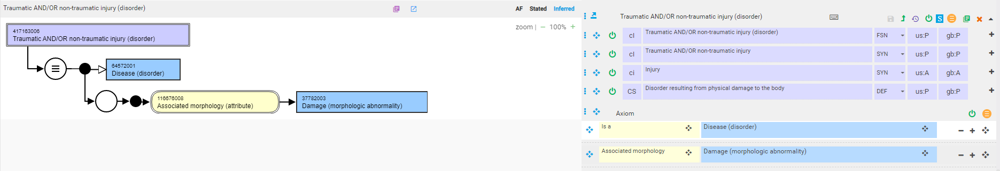 Traumatic AND/OR non-traumatic injury (disorder)
AF Stated Inferred
zoom | − 100% +
417163006
Traumatic AND/OR non-traumatic injury (disorder)
64572001
Disease (disorder)
116676008
Associated morphology (attribute)
37782003
Damage (morphologic abnormality)
Traumatic AND/OR non-traumatic injury (disorder)
S
cI Traumatic AND/OR non-traumatic injury (disorder) FSN us:P gb:P
cI Traumatic AND/OR non-traumatic injury SYN us:P gb:P
ci Injury SYN us:A gb:A
CS Disorder resulting from physical damage to the body DEF us:P gb:P
Axiom
Is a Disease (disorder)
Associated morphology Damage (morphologic abnormality)